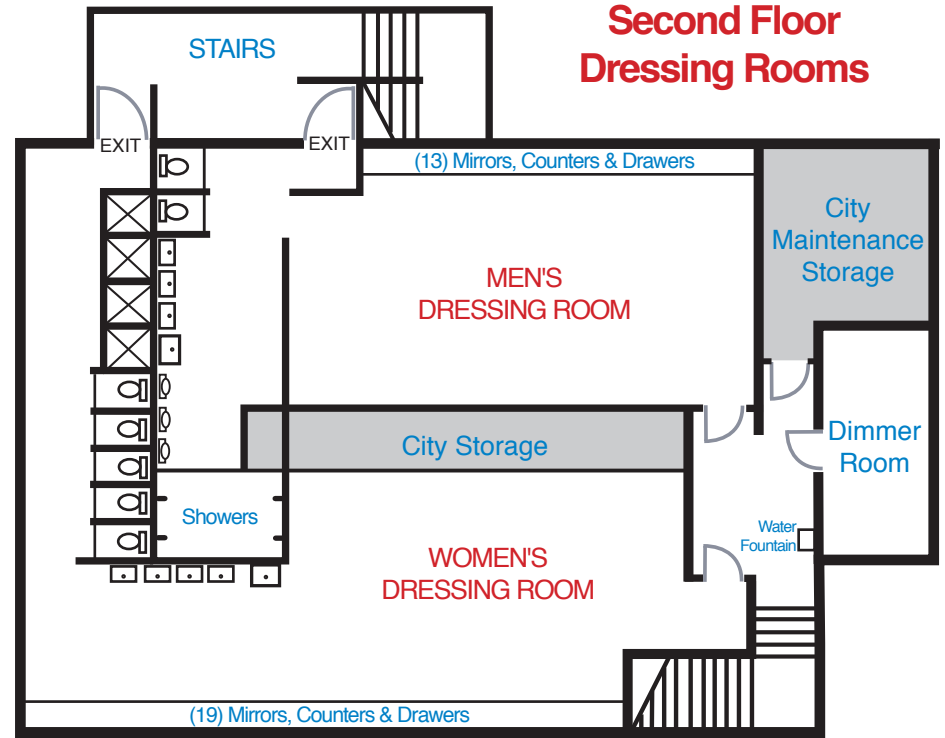 Second Floor
Dressing Rooms
STAIRS
EXIT
EXIT
(13) Mirrors, Counters & Drawers
City
Maintenance
Storage
MEN'S
DRESSING ROOM
City Storage
Dimmer
Room
Showers
Water
Fountain
WOMEN'S
DRESSING ROOM
(19) Mirrors, Counters & Drawers